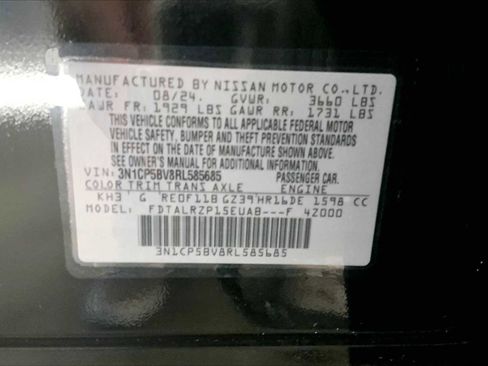 MANUFACTURED BY NISSAN MOTOR CO.,LTD.
DATE: 08/24. GVWR: 3660 LBS
GAWR FR: 1929 LBS GAWR RR: 1731 LBS
THIS VEHICLE CONFORMS TO ALL APPLICABLE FEDERAL MOTOR
VEHICLE SAFETY, BUMPER AND THEFT PREVENTION STANDARDS
IN EFFECT ON THE DATE OF MANUFACTURE SHOWN ABOVE.
SEE OWNER'S MANUAL FOR ADDITIONAL INFORMATION.
VIN: 3N1CP5BV8RL585685 PASSENGER CAR.
COLOR TRIM TRANS AXLE ENGINE
KH3 G RE0F11B GZ39 HR16DE 1598 CC
FDTALRZP15EUAB---F 4Z000
3N1CP5BV8RL585685